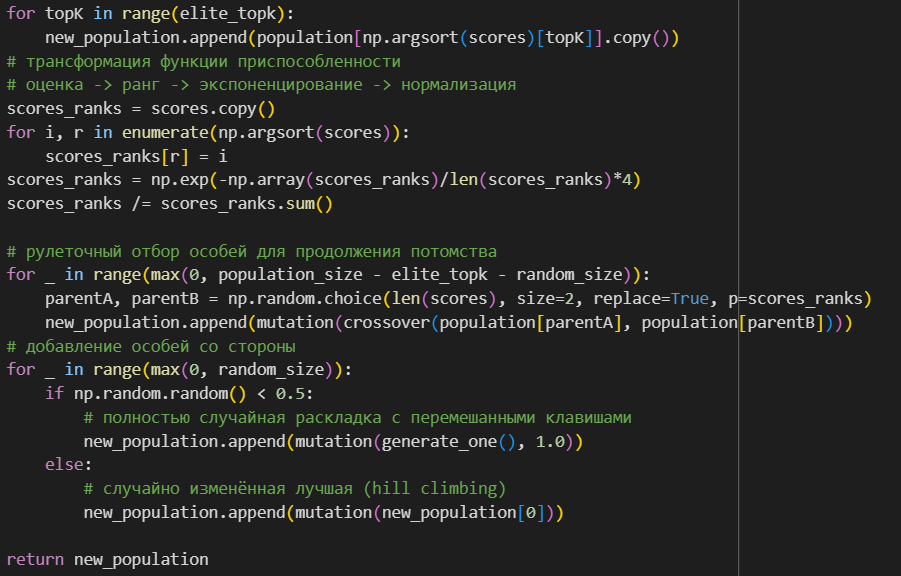 for topK in range(elite_topk):
    new_population.append(population[np.argsort(scores)[topK]].copy())
# трансформация функции приспособленности
# оценка -> ранг -> экспоненцирование -> нормализация
scores_ranks = scores.copy()
for i, r in enumerate(np.argsort(scores)):
    scores_ranks[r] = i
scores_ranks = np.exp(-np.array(scores_ranks)/len(scores_ranks)*4)
scores_ranks /= scores_ranks.sum()

# рулеточный отбор особей для продолжения потомства
for _ in range(max(0, population_size - elite_topk - random_size)):
    parentA, parentB = np.random.choice(len(scores), size=2, replace=True, p=scores_ranks)
    new_population.append(mutation(crossover(population[parentA], population[parentB])))
# добавление особей со стороны
for _ in range(max(0, random_size)):
    if np.random.random() < 0.5:
        # полностью случайная раскладка с перемешанными клавишами
        new_population.append(mutation(generate_one(), 1.0))
    else:
        # случайно изменённая лучшая (hill climbing)
        new_population.append(mutation(new_population[0]))

return new_population